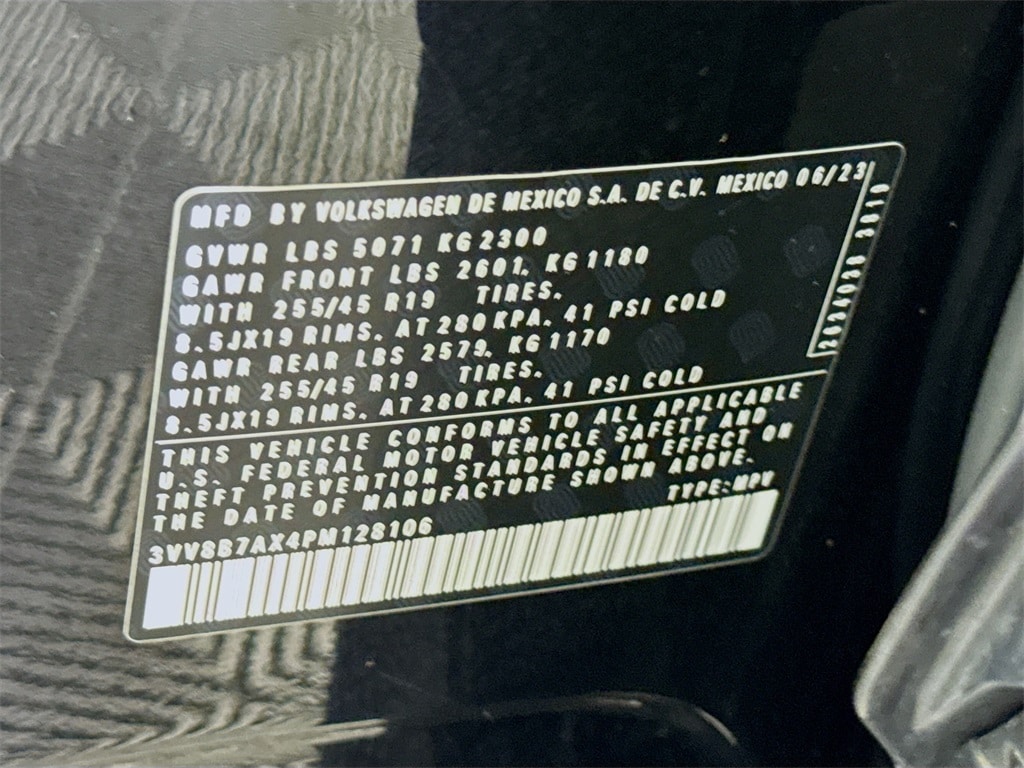 MFD BY VOLKSWAGEN DE MEXICO S.A. DE C.V. MEXICO 06/23
GVWR LBS 5071 KG 2300
GAWR FRONT LBS 2601, KG 1180
WITH 255/45 R19 TIRES,
8.5JX19 RIMS, AT 280 KPA, 41 PSI COLD
GAWR REAR LBS 2579, KG 1170
WITH 255/45 R19 TIRES,
8.5JX19 RIMS, AT 280 KPA, 41 PSI COLD
THIS VEHICLE CONFORMS TO ALL APPLICABLE
U.S. FEDERAL MOTOR VEHICLE SAFETY AND
THEFT PREVENTION STANDARDS IN EFFECT ON
THE DATE OF MANUFACTURE SHOWN ABOVE.
TYPE:MPV
3VV8B7AX4PM128106